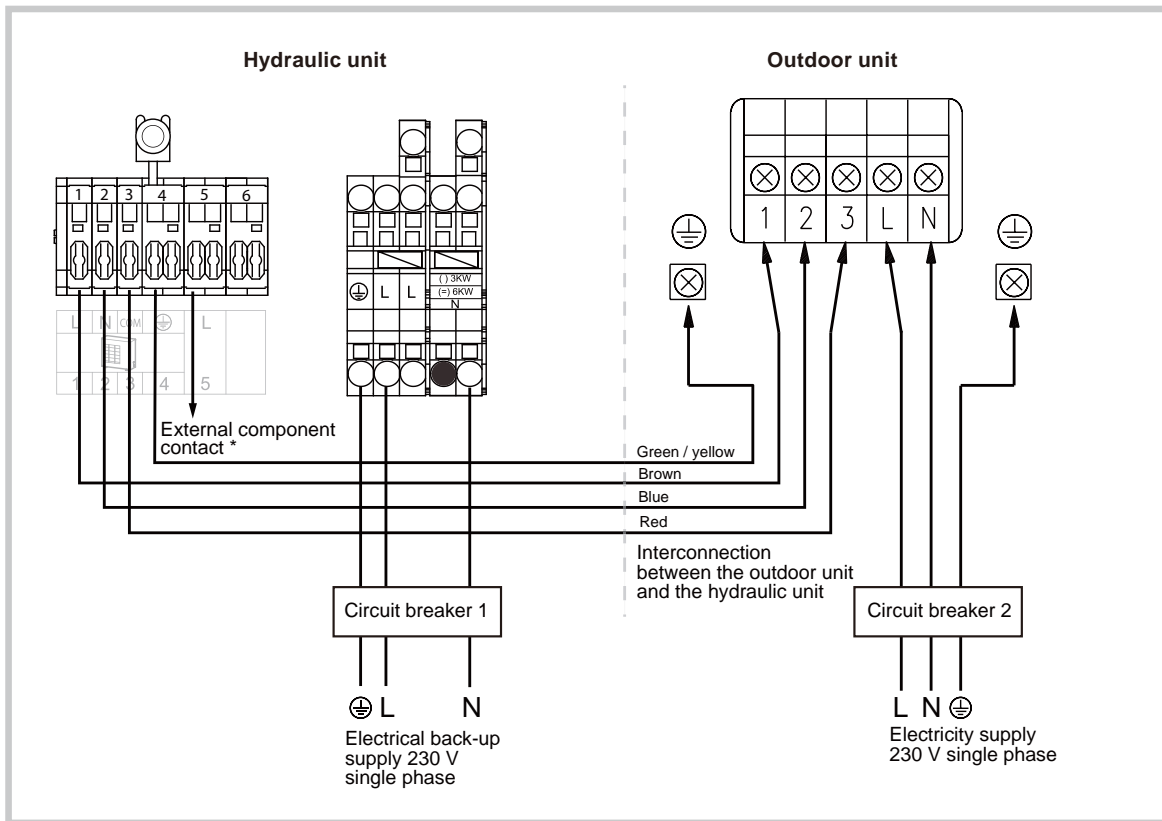 Hydraulic unit
Outdoor unit
1 2 3 4 5 6
1 2 3 L N
L L
( ) 3KW
(=) 6KW
N
L N COM L
1 2 3 4 5
External component
contact *
Green / yellow
Brown
Blue
Red
Interconnection
between the outdoor unit
and the hydraulic unit
Circuit breaker 1
Circuit breaker 2
L N
L N
Electrical back-up
supply 230 V
single phase
Electricity supply
230 V single phase